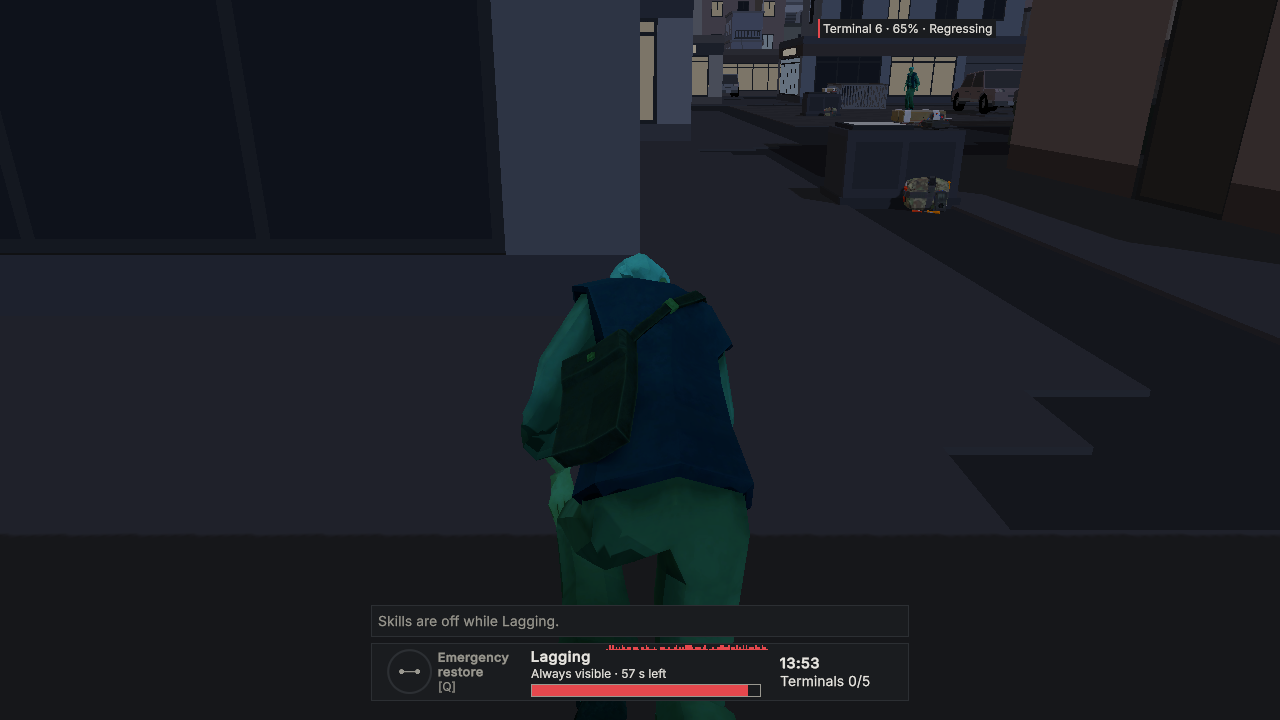 Terminal 6 · 65% · Regressing
Skills are off while Lagging.
Emergency
restore
[Q]
Lagging
Always visible · 57 s left
13:53
Terminals 0/5